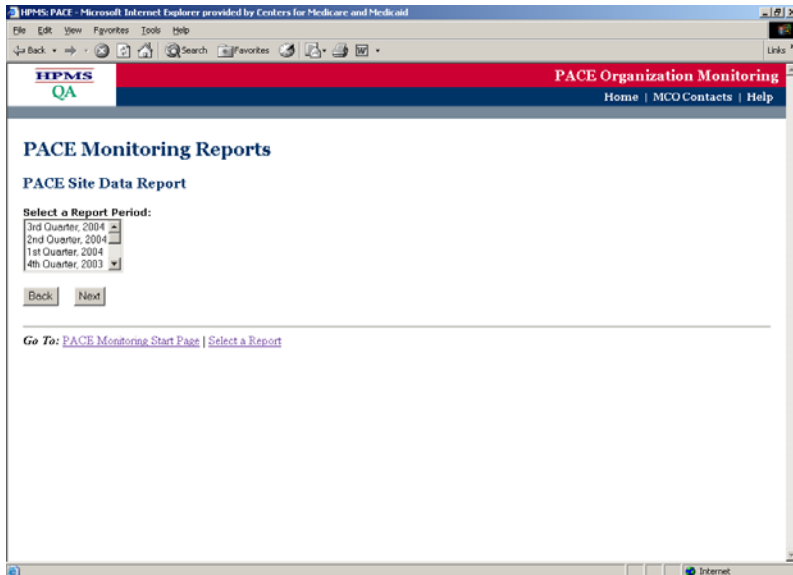 HPMS: PACE - Microsoft Internet Explorer provided by Centers for Medicare and Medicaid
File Edit View Favorites Tools Help
Back Search Favorites
Links
HPMS
QA
PACE Organization Monitoring
Home | MCO Contacts | Help
PACE Monitoring Reports
PACE Site Data Report
Select a Report Period:
3rd Quarter, 2004
2nd Quarter, 2004
1st Quarter, 2004
4th Quarter, 2003
Back Next
Go To: PACE Monitoring Start Page | Select a Report
Internet